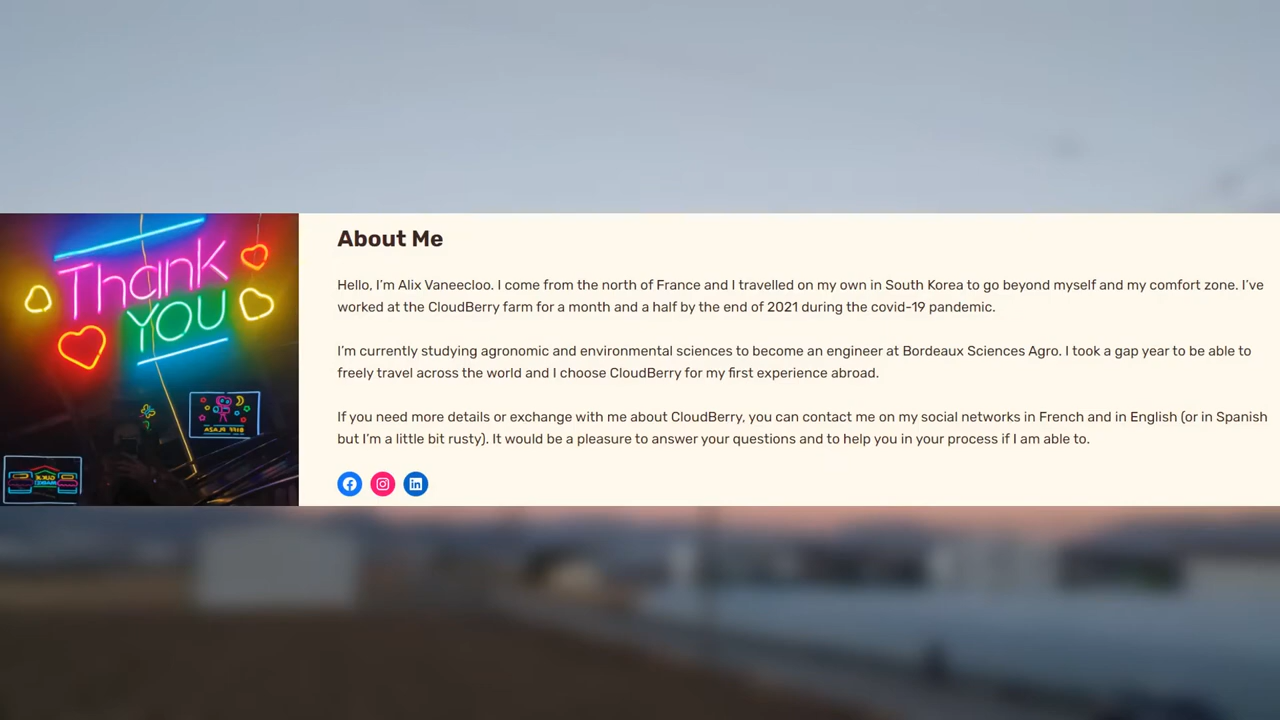 Thank
YOU
About Me
Hello, I'm Alix Vaneecloo. I come from the north of France and I travelled on my own in South Korea to go beyond myself and my comfort zone. I've
worked at the CloudBerry farm for a month and a half by the end of 2021 during the covid-19 pandemic.
I'm currently studying agronomic and environmental sciences to become an engineer at Bordeaux Sciences Agro. I took a gap year to be able to
freely travel across the world and I choose CloudBerry for my first experience abroad.
If you need more details or exchange with me about CloudBerry, you can contact me on my social networks in French and in English (or in Spanish
but I'm a little bit rusty). It would be a pleasure to answer your questions and to help you in your process if I am able to.